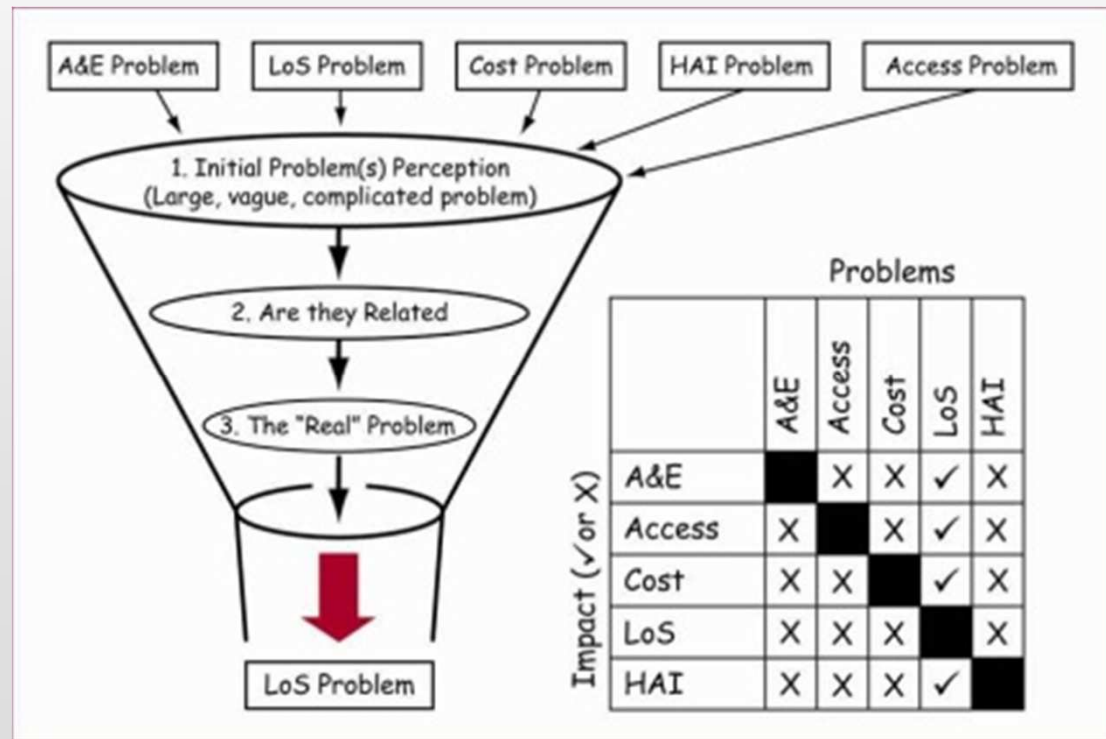 A&E Problem
LoS Problem
Cost Problem
HAI Problem
Access Problem
1. Initial Problem(s) Perception
(Large, vague, complicated problem)
2. Are they Related
3. The "Real" Problem
LoS Problem
Problems
A&E Access Cost LoS HAI
Impact (✓or X)
A&E X X ✓ X
Access X X ✓ X
Cost X X ✓ X
LoS X X X X
HAI X X X ✓